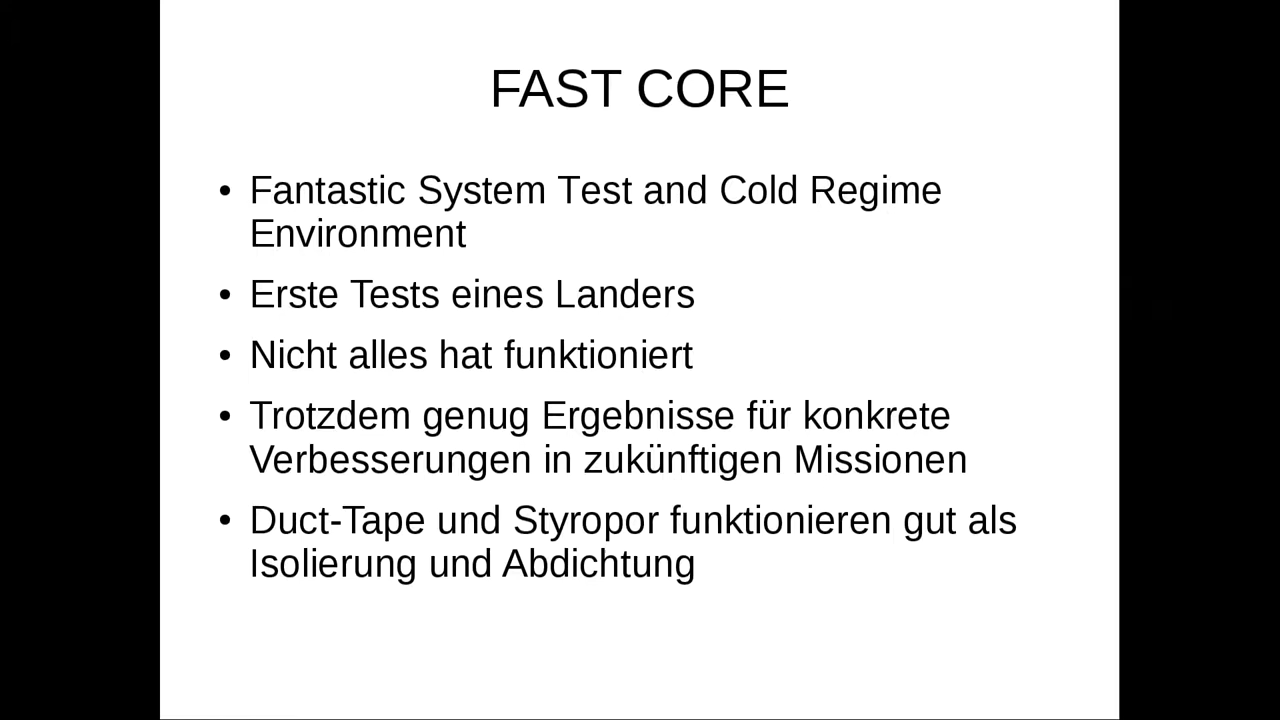 FAST CORE
• Fantastic System Test and Cold Regime
Environment
• Erste Tests eines Landers
• Nicht alles hat funktioniert
• Trotzdem genug Ergebnisse für konkrete
Verbesserungen in zukünftigen Missionen
• Duct-Tape und Styropor funktionieren gut als
Isolierung und Abdichtung